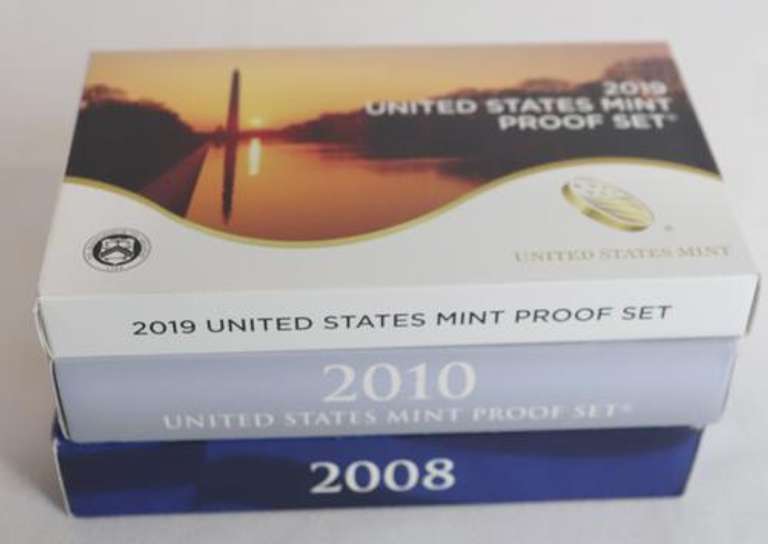 2019
UNITED STATES MINT
PROOF SET®
UNITED STATES MINT
2019 UNITED STATES MINT PROOF SET
2010
UNITED STATES MINT PROOF SET®
2008